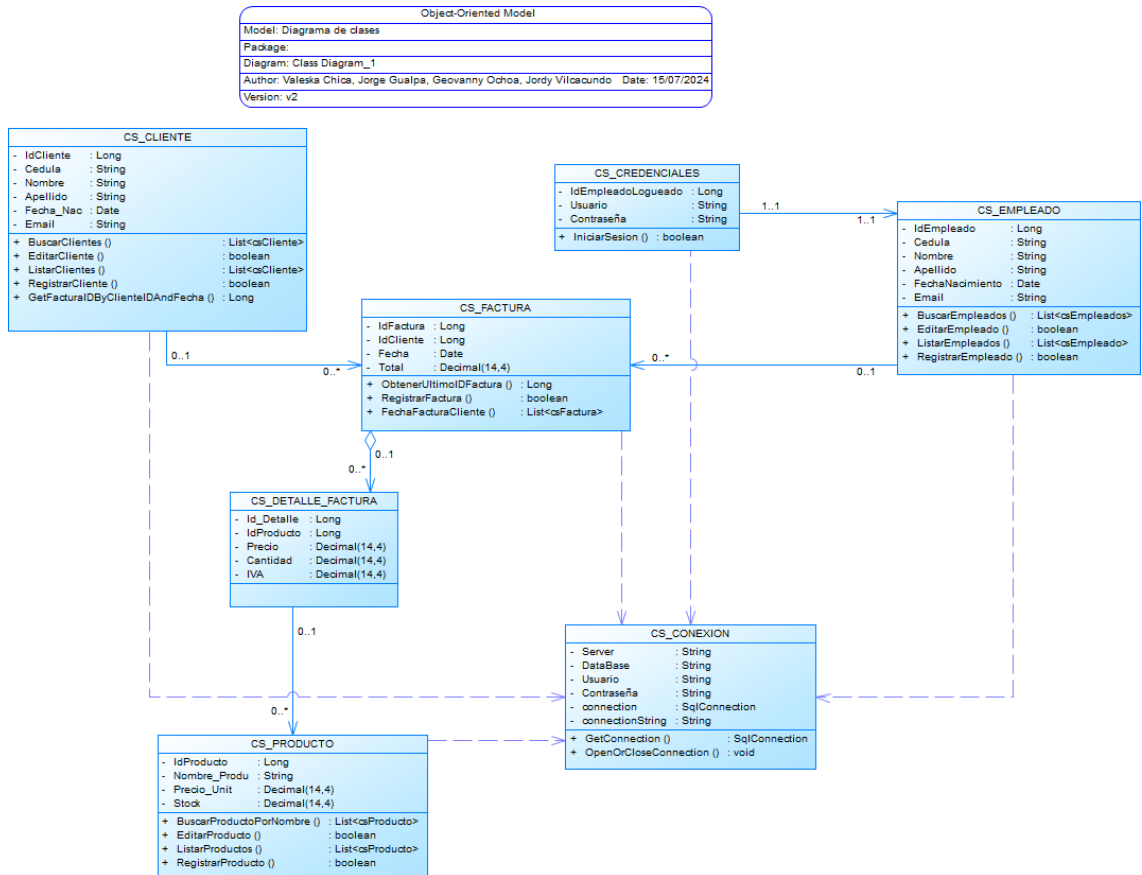 Object-Oriented Model
Model: Diagrama de clases
Package:
Diagram: Class Diagram_1
Author: Valeska Chica, Jorge Gualpa, Geovanny Ochoa, Jordy Vilcacundo Date: 15/07/2024
Version: v2
CS_CLIENTE
- IdCliente : Long
- Cedula : String
- Nombre : String
- Apellido : String
- Fecha_Nac : Date
- Email : String
+ BuscarClientes () : List<csCliente>
+ EditarCliente () : boolean
+ ListarClientes () : List<csCliente>
+ RegistrarCliente () : boolean
+ GetFacturaIDByClienteIDAndFecha () : Long
CS_CREDENCIALES
- IdEmpleadoLogueado : Long
- Usuario : String
- Contraseña : String
+ IniciarSesion () : boolean
1..1
1..1
CS_EMPLEADO
- IdEmpleado : Long
- Cedula : String
- Nombre : String
- Apellido : String
- FechaNacimiento : Date
- Email : String
+ BuscarEmpleados () : List<csEmpleados>
+ EditarEmpleado () : boolean
+ ListarEmpleados () : List<csEmpleado>
+ RegistrarEmpleado () : boolean
CS_FACTURA
- IdFactura : Long
- IdCliente : Long
- Fecha : Date
- Total : Decimal(14,4)
+ ObtenerUltimoIDFactura () : Long
+ RegistrarFactura () : boolean
+ FechaFacturaCliente () : List<csFactura>
0..1
0..*
0..*
0..1
0..1
0..*
CS_DETALLE_FACTURA
- Id_Detalle : Long
- IdProducto : Long
- Precio : Decimal(14,4)
- Cantidad : Decimal(14,4)
- IVA : Decimal(14,4)
0..1
0..*
CS_CONEXION
- Server : String
- DataBase : String
- Usuario : String
- Contraseña : String
- connection : SqlConnection
- connectionString : String
+ GetConnection () : SqlConnection
+ OpenOrCloseConnection () : void
CS_PRODUCTO
- IdProducto : Long
- Nombre_Produ : String
- Precio_Unit : Decimal(14,4)
- Stock : Decimal(14,4)
+ BuscarProductoPorNombre () : List<csProducto>
+ EditarProducto () : boolean
+ ListarProductos () : List<csProducto>
+ RegistrarProducto () : boolean